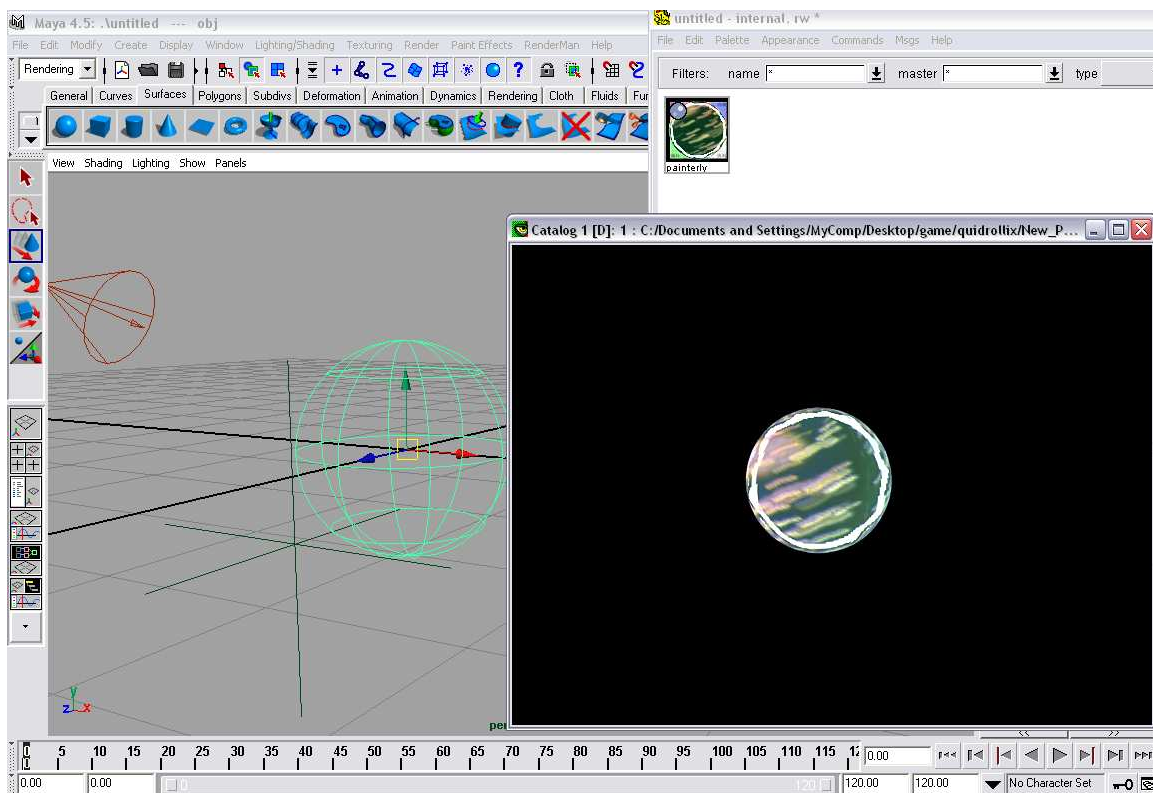 Maya 4.5: .\untitled --- obj
File Edit Modify Create Display Window Lighting/Shading Texturing Render Paint Effects RenderMan Help
Rendering
General Curves Surfaces Polygons Subdivs Deformation Animation Dynamics Rendering Cloth Fluids Fur
View Shading Lighting Show Panels
untitled - internal, rw *
File Edit Palette Appearance Commands Msgs Help
Filters: name * master * type
painterly
Catalog 1 [D]: 1 : C:/Documents and Settings/MyComp/Desktop/game/quidrollix/New_P...
y
z x
0 5 10 15 20 25 30 35 40 45 50 55 60 65 70 75 80 85 90 95 100 105 110 115 0.00
0.00 0.00 0 120 120.00 120.00 No Character Set